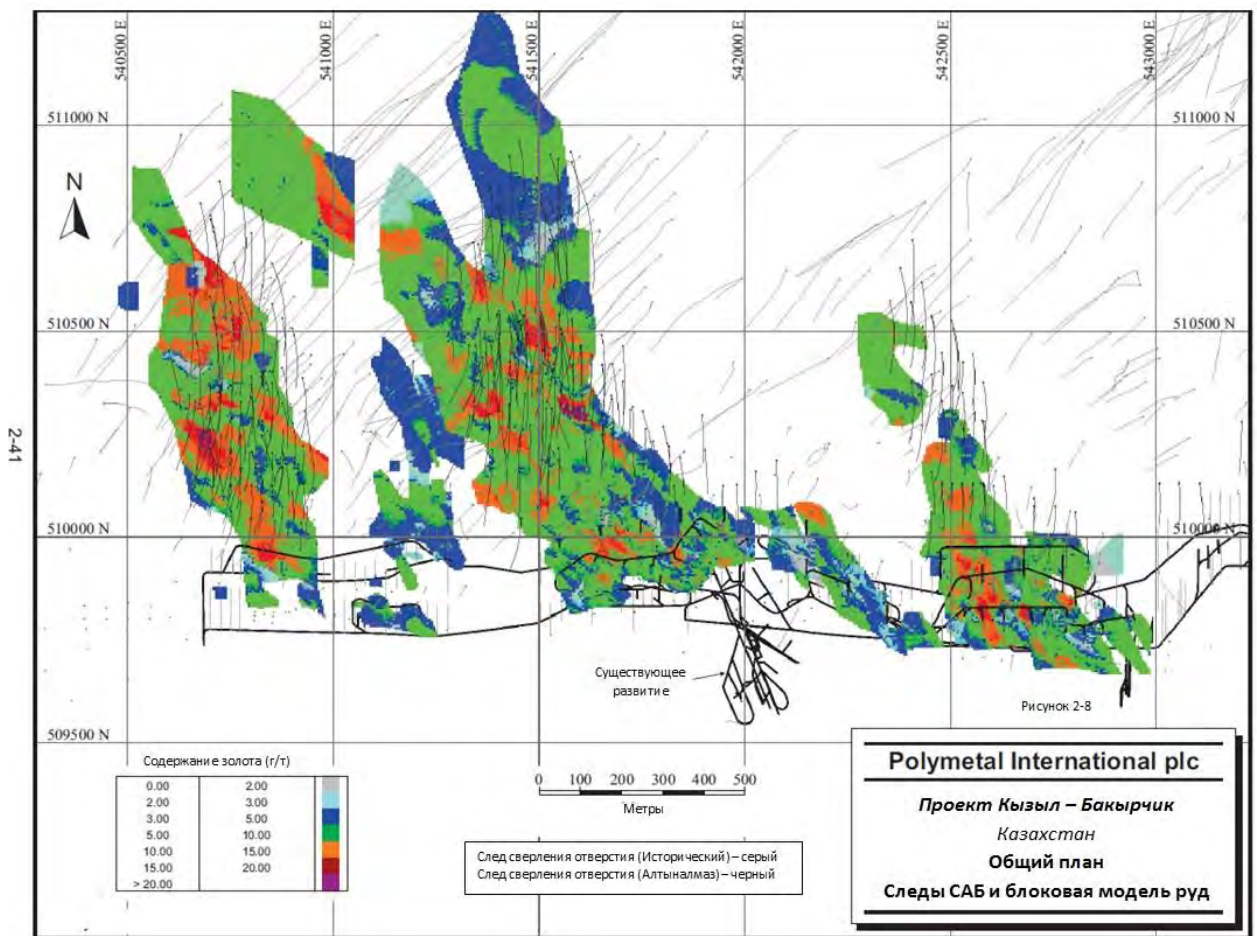 540500 E
541000 E
541500 E
542000 E
542500 E
543000 E
511000 N
511000 N
N
510500 N
510500 N
2-41
510000 N
510000 N
Существующее
развитие
Рисунок 2-8
509500 N
Содержание золота (г/т)
0.00 2.00
2.00 3.00
3.00 5.00
5.00 10.00
10.00 15.00
15.00 20.00
> 20.00
0 100 200 300 400 500
Метры
След сверления отверстия (Исторический) – серый
След сверления отверстия (Алтыналмаз) – черный
Polymetal International plc
Проект Кызыл – Бакырчик
Казахстан
Общий план
Следы САБ и блоковая модель руд